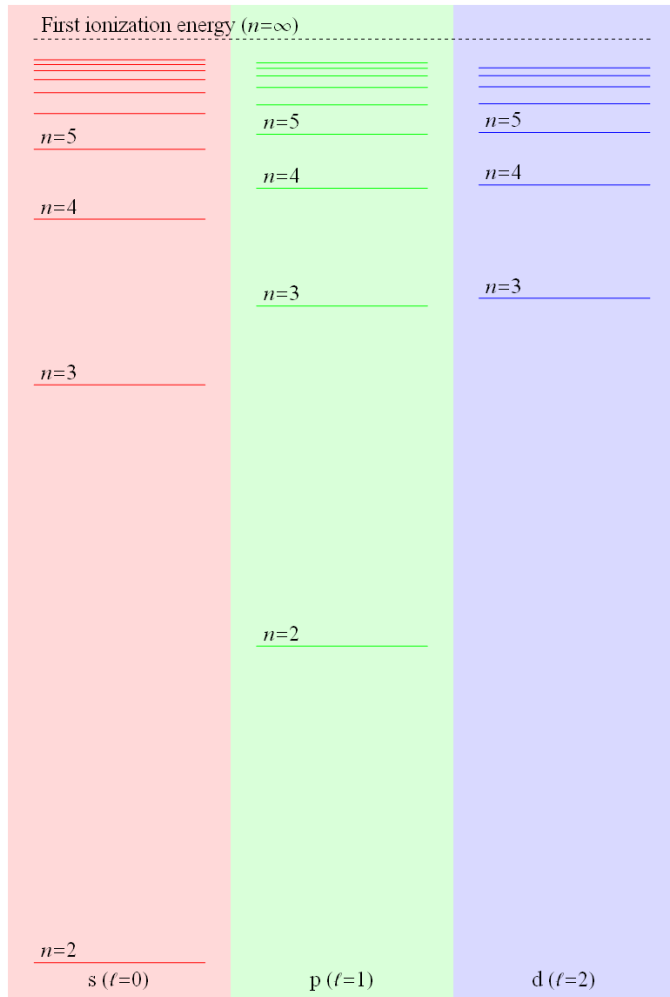 First ionization energy (n=∞)
n=5
n=4
n=3
n=2
s (ℓ=0)
n=5
n=4
n=3
n=2
p (ℓ=1)
n=5
n=4
n=3
d (ℓ=2)